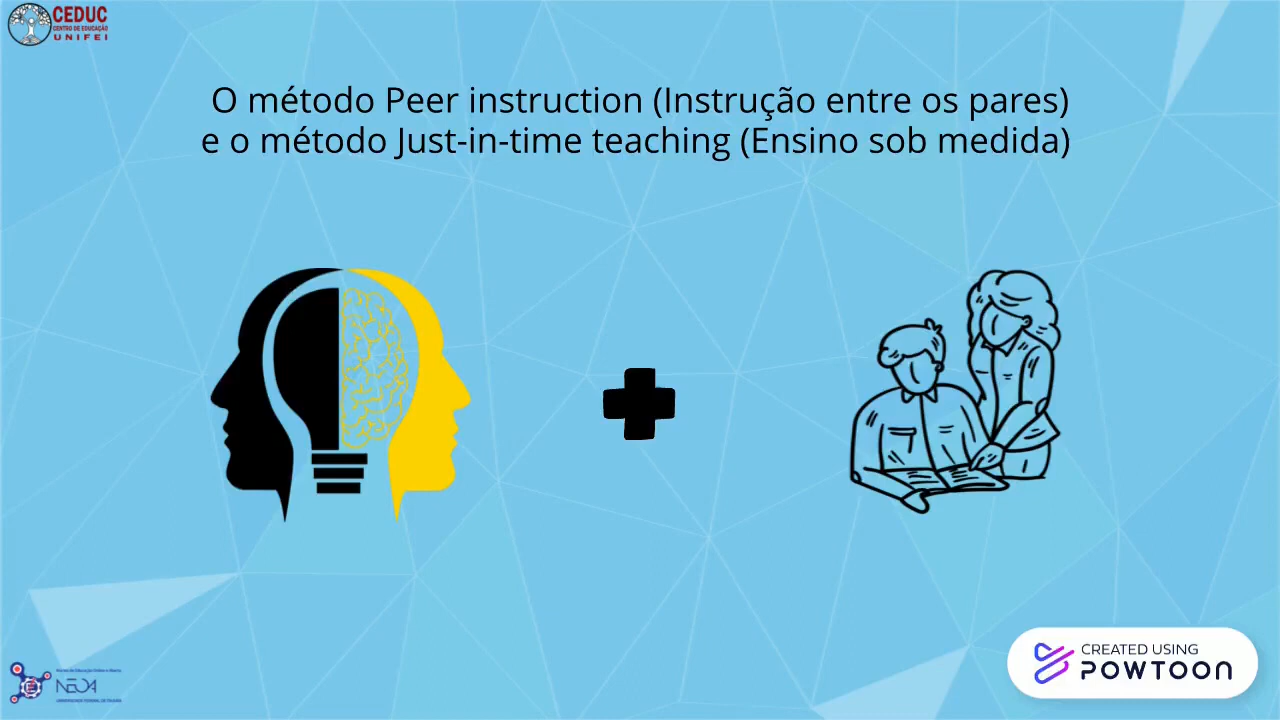 CEDUC
CENTRO DE EDUCAÇÃO
UNIFEI
O método Peer instruction (Instrução entre os pares)
e o método Just-in-time teaching (Ensino sob medida)
CREATED USING
POWTOON